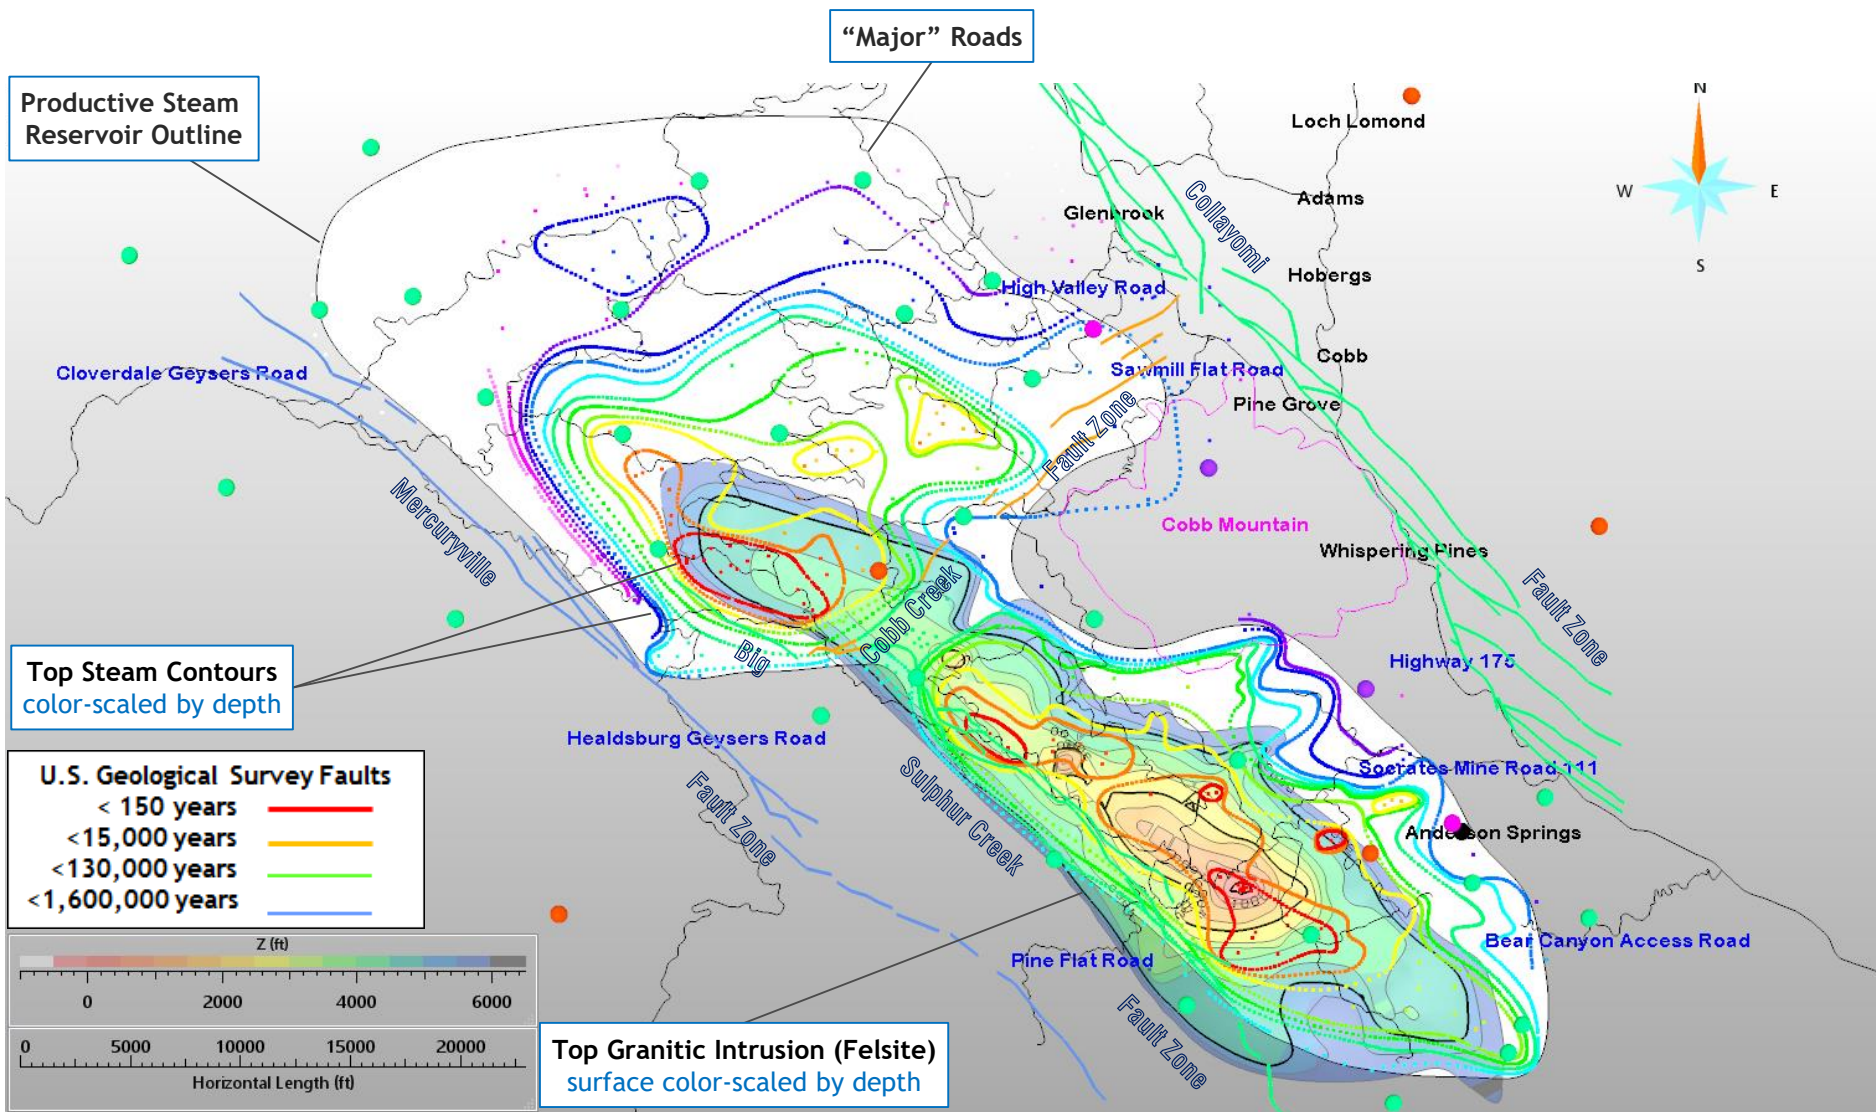 “Major” Roads
Productive Steam
Reservoir Outline
N
W
E
S
Loch Lomond
Adams
Glenbrook
Collayomi
Hobergs
High Valley Road
Cobb
Cloverdale Geysers Road
Sawmill Flat Road
Pine Grove
Fault Zone
Mercuryville
Cobb Mountain
Whispering Pines
Fault Zone
Cobb Creek
Big
Top Steam Contours
color-scaled by depth
Highway 175
Healdsburg Geysers Road
Sulphur Creek
Fault Zone
Socrates Mine Road 111
Anderson Springs
U.S. Geological Survey Faults
< 150 years
<15,000 years
<130,000 years
<1,600,000 years
Bear Canyon Access Road
Pine Flat Road
Fault Zone
Z (ft)
0 2000 4000 6000
0 5000 10000 15000 20000
Horizontal Length (ft)
Top Granitic Intrusion (Felsite)
surface color-scaled by depth